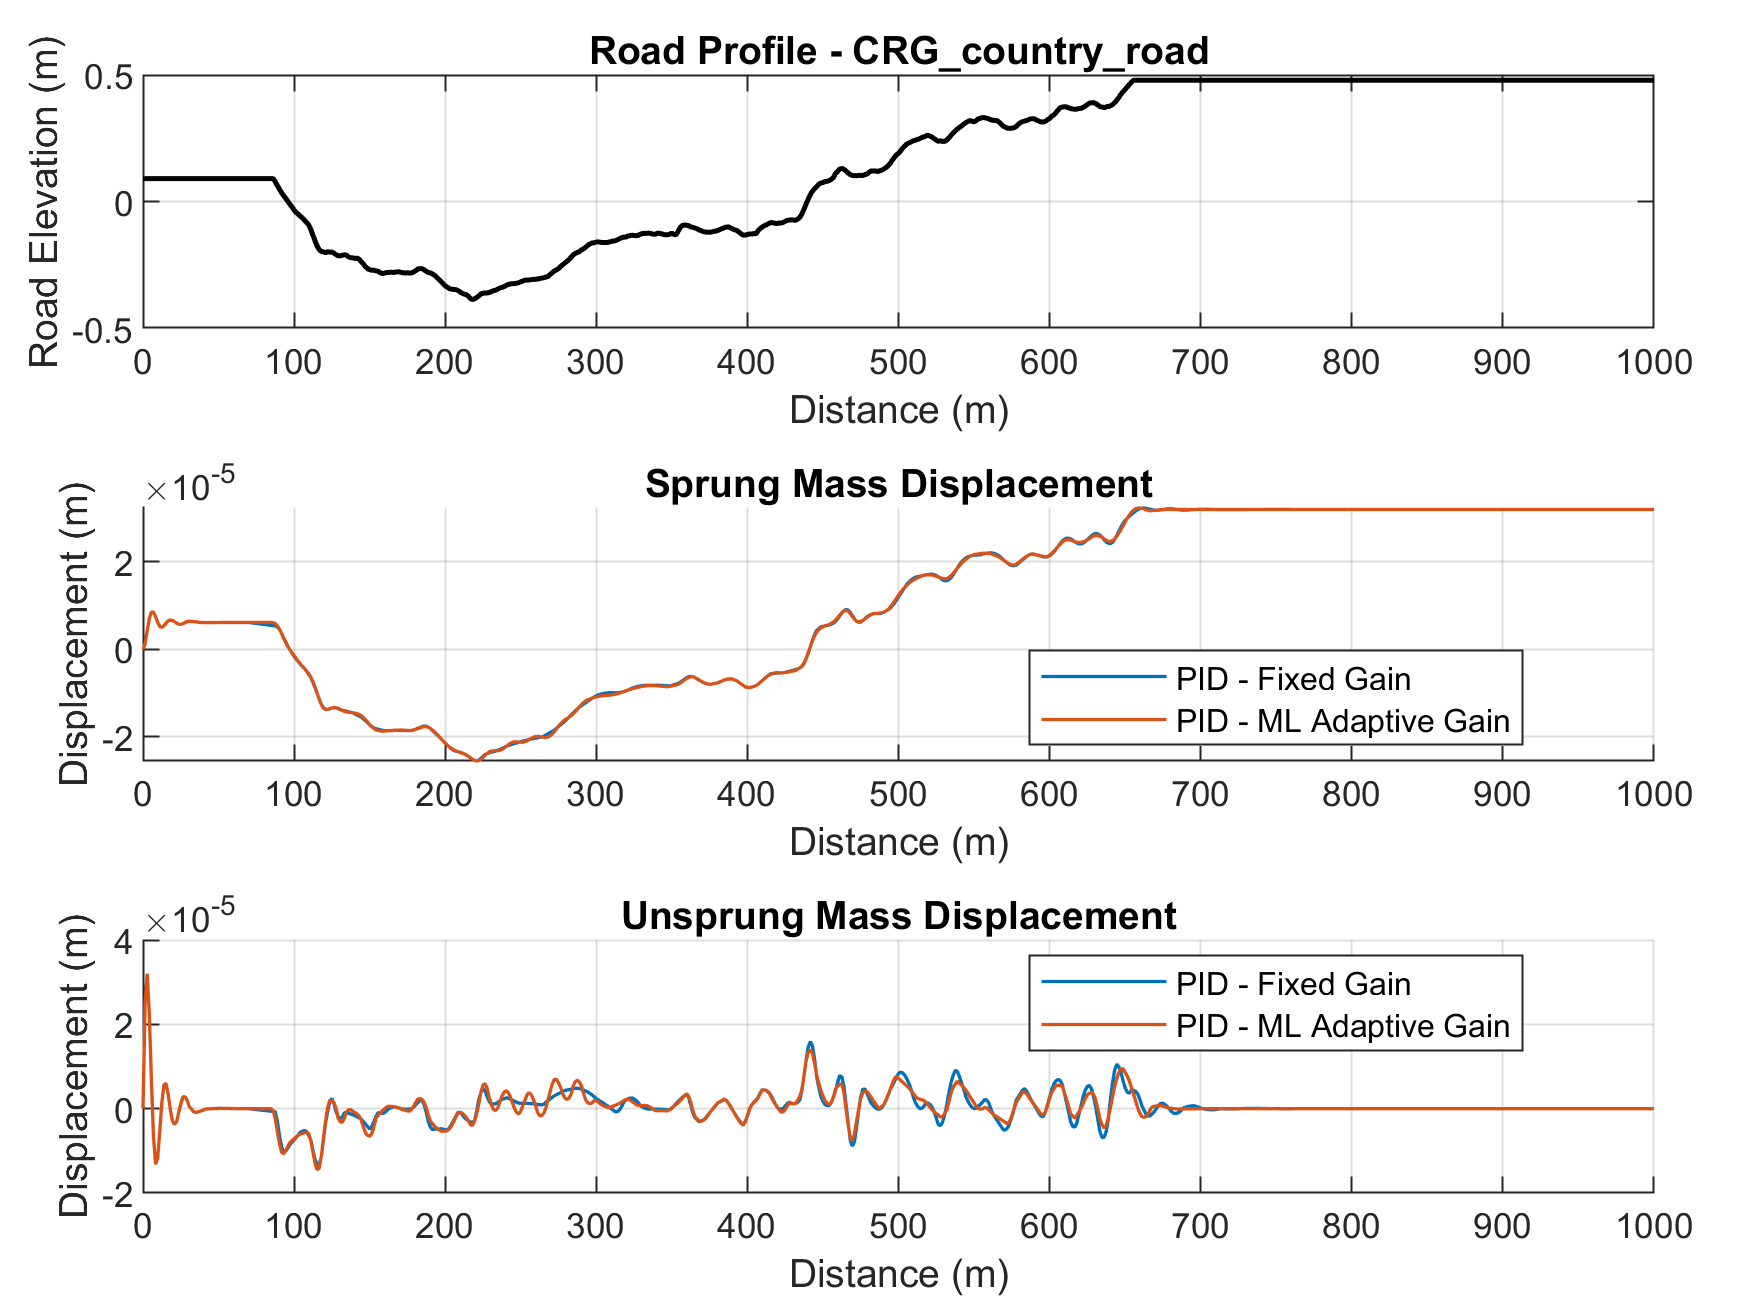 Road Profile - CRG_country_road
Road Elevation (m)
0.5
0
-0.5
0 100 200 300 400 500 600 700 800 900 1000
Distance (m)
Sprung Mass Displacement
×10^-5
Displacement (m)
2
0
-2
PID - Fixed Gain
PID - ML Adaptive Gain
0 100 200 300 400 500 600 700 800 900 1000
Distance (m)
Unsprung Mass Displacement
×10^-5
Displacement (m)
4
2
0
-2
PID - Fixed Gain
PID - ML Adaptive Gain
0 100 200 300 400 500 600 700 800 900 1000
Distance (m)